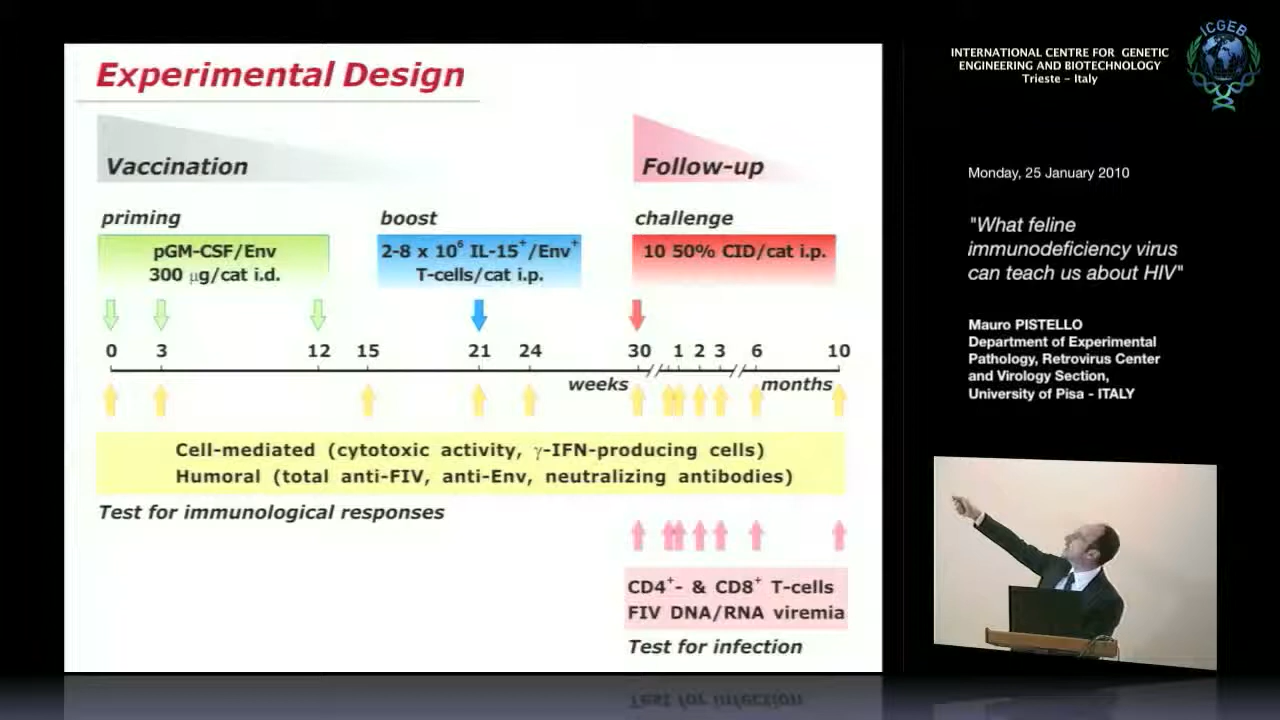 Experimental Design
Vaccination
Follow-up
priming
boost
challenge
pGM-CSF/Env
300 μg/cat i.d.
2-8 x 10⁶ IL-15⁺/Env⁺
T-cells/cat i.p.
10 50% CID/cat i.p.
0 3 12 15 21 24 30 1 2 3 6 10
weeks
months
Cell-mediated (cytotoxic activity, γ-IFN-producing cells)
Humoral (total anti-FIV, anti-Env, neutralizing antibodies)
Test for immunological responses
CD4⁺- & CD8⁺ T-cells
FIV DNA/RNA viremia
Test for infection
INTERNATIONAL CENTRE FOR GENETIC
ENGINEERING AND BIOTECHNOLOGY
Trieste - Italy
ICGEB
Monday, 25 January 2010
"What feline
immunodeficiency virus
can teach us about HIV"
Mauro PISTELLO
Department of Experimental
Pathology, Retrovirus Center
and Virology Section,
University of Pisa - ITALY